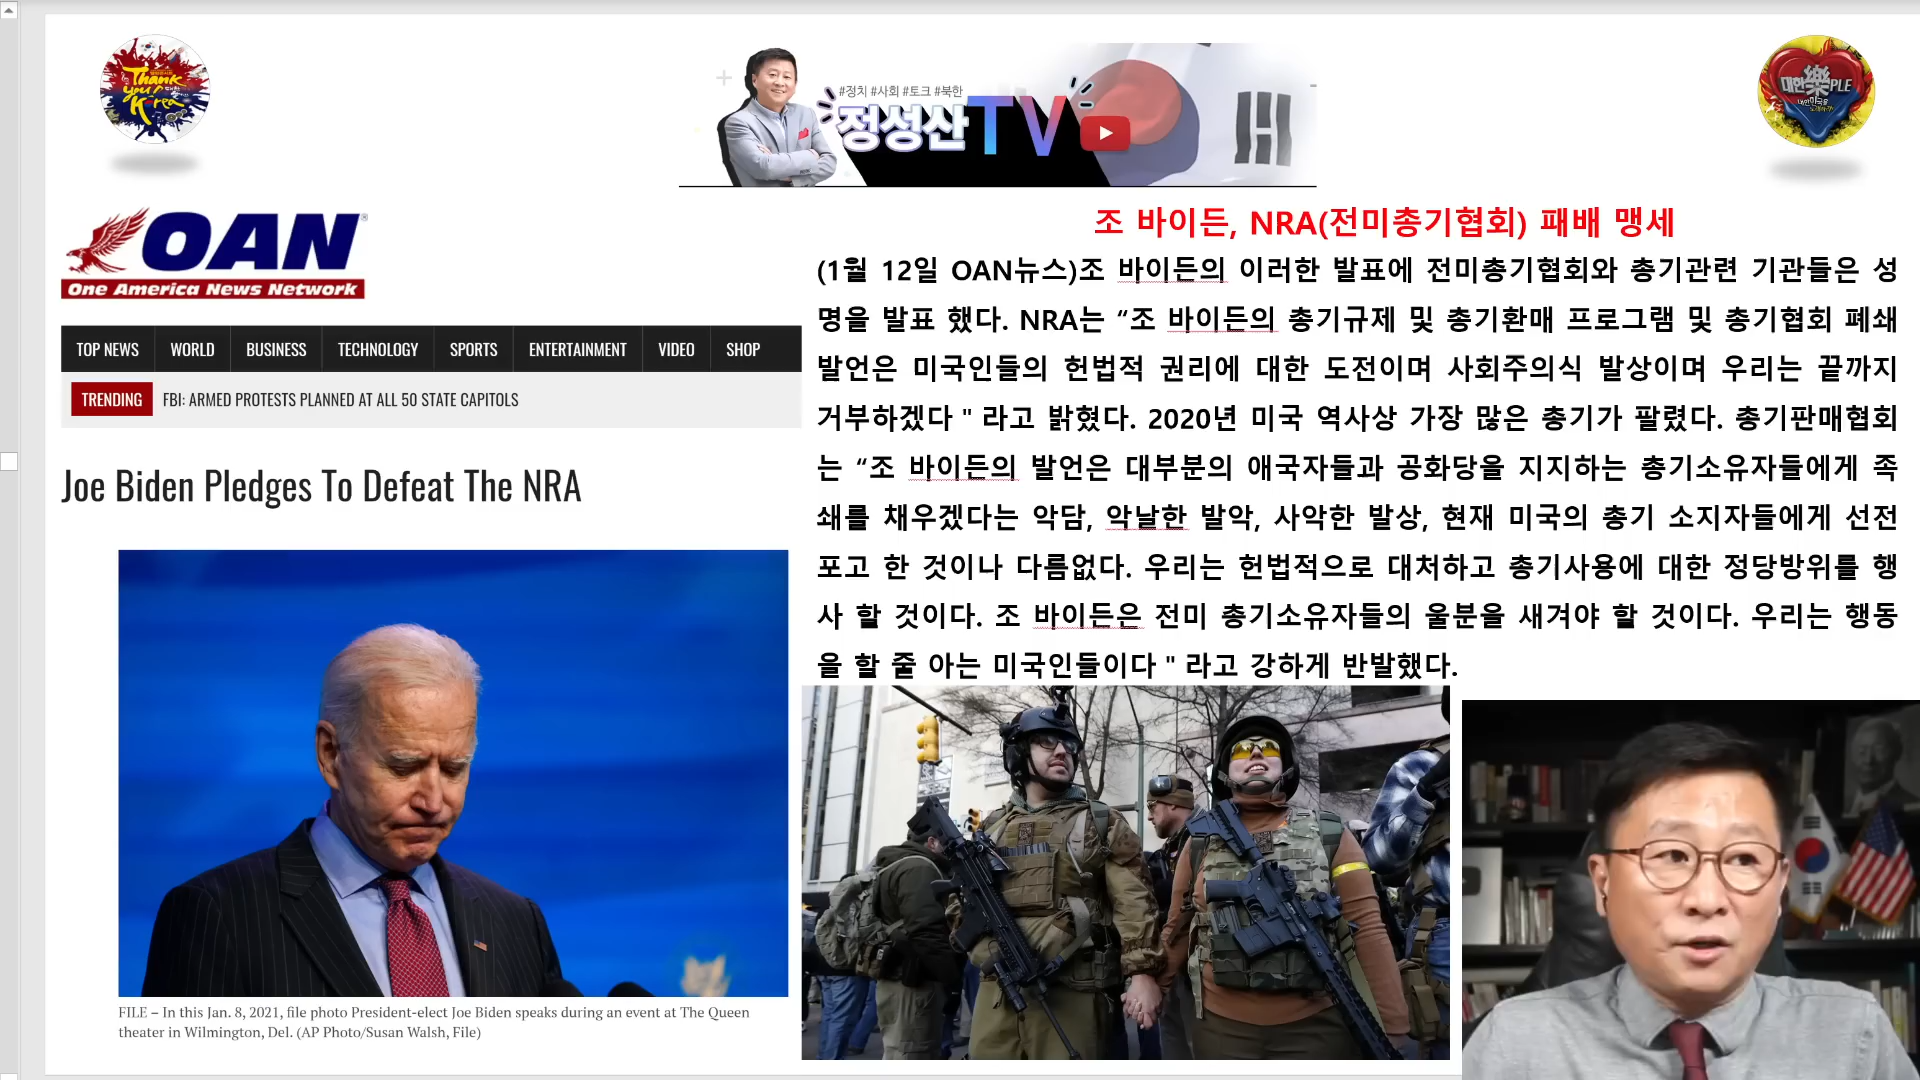 Thank
you
Korea
#정치 #사회 #토크 #북한
정성산TV
대한樂PLE
OAN
One America News Network
TOP NEWS WORLD BUSINESS TECHNOLOGY SPORTS ENTERTAINMENT VIDEO SHOP
TRENDING FBI: ARMED PROTESTS PLANNED AT ALL 50 STATE CAPITOLS
Joe Biden Pledges To Defeat The NRA
FILE – In this Jan. 8, 2021, file photo President-elect Joe Biden speaks during an event at The Queen
theater in Wilmington, Del. (AP Photo/Susan Walsh, File)
조 바이든, NRA(전미총기협회) 패배 맹세
(1월 12일 OAN뉴스)조 바이든의 이러한 발표에 전미총기협회와 총기관련 기관들은 성
명을 발표 했다. NRA는 “조 바이든의 총기규제 및 총기환매 프로그램 및 총기협회 폐쇄
발언은 미국인들의 헌법적 권리에 대한 도전이며 사회주의식 발상이며 우리는 끝까지
거부하겠다 " 라고 밝혔다. 2020년 미국 역사상 가장 많은 총기가 팔렸다. 총기판매협회
는 “조 바이든의 발언은 대부분의 애국자들과 공화당을 지지하는 총기소유자들에게 족
쇄를 채우겠다는 악담, 악날한 발악, 사악한 발상, 현재 미국의 총기 소지자들에게 선전
포고 한 것이나 다름없다. 우리는 헌법적으로 대처하고 총기사용에 대한 정당방위를 행
사 할 것이다. 조 바이든은 전미 총기소유자들의 울분을 새겨야 할 것이다. 우리는 행동
을 할 줄 아는 미국인들이다 " 라고 강하게 반발했다.